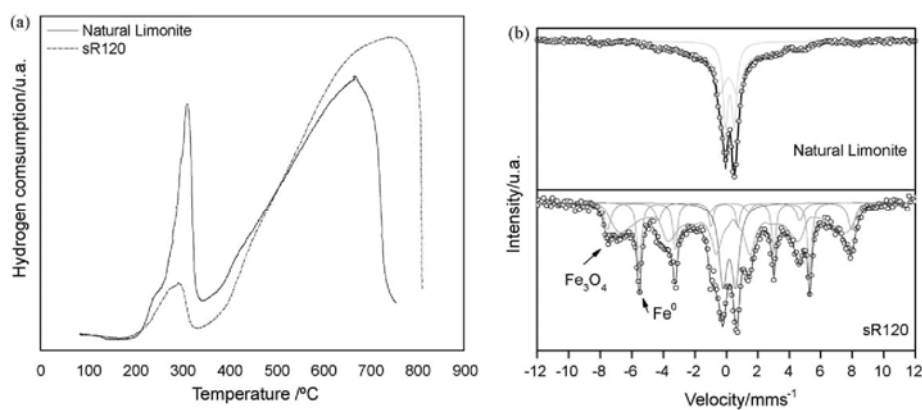 (a)
Natural Limonite
sR120
Hydrogen comsumption/u.a.
0 100 200 300 400 500 600 700 800 900
Temperature /ºC
(b)
Natural Limonite
Intensity/u.a.
Fe3O4
Fe0
sR120
-12 -10 -8 -6 -4 -2 0 2 4 6 8 10 12
Velocity/mms-1